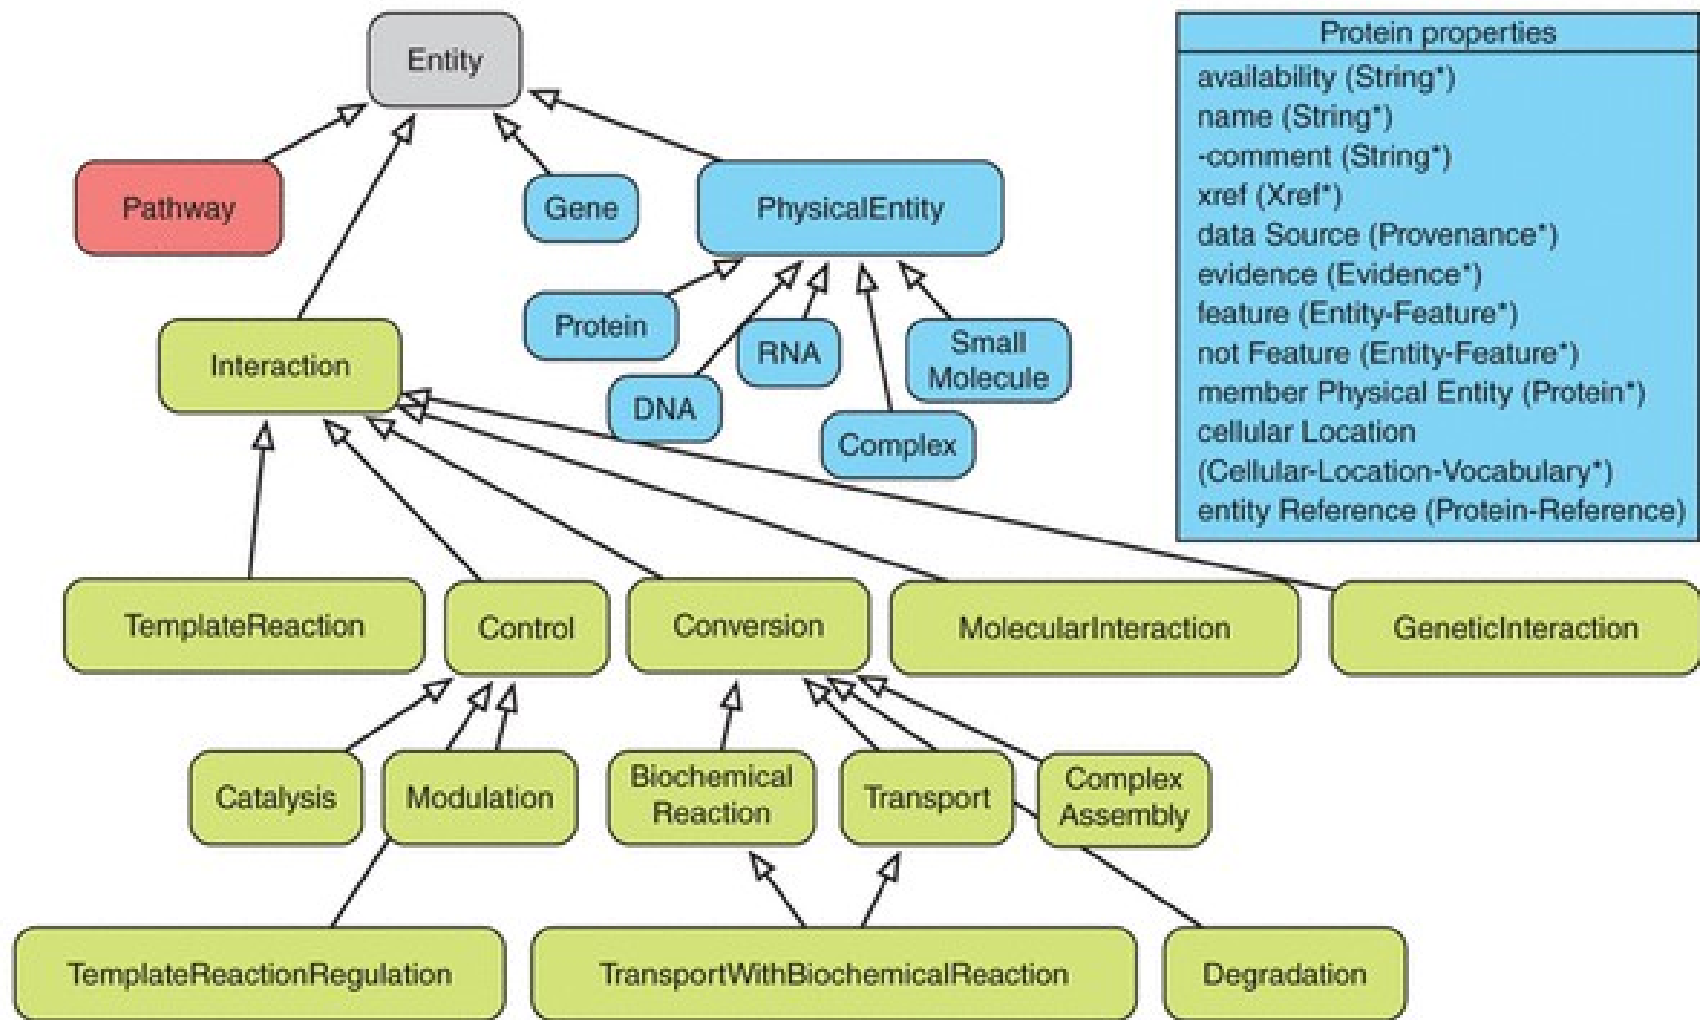 Entity
Pathway
Gene
PhysicalEntity
Protein
RNA
Small
Molecule
DNA
Complex
Interaction
Protein properties
availability (String*)
name (String*)
-comment (String*)
xref (Xref*)
data Source (Provenance*)
evidence (Evidence*)
feature (Entity-Feature*)
not Feature (Entity-Feature*)
member Physical Entity (Protein*)
cellular Location
(Cellular-Location-Vocabulary*)
entity Reference (Protein-Reference)
TemplateReaction
Control
Conversion
MolecularInteraction
GeneticInteraction
Catalysis
Modulation
Biochemical
Reaction
Transport
Complex
Assembly
TemplateReactionRegulation
TransportWithBiochemicalReaction
Degradation